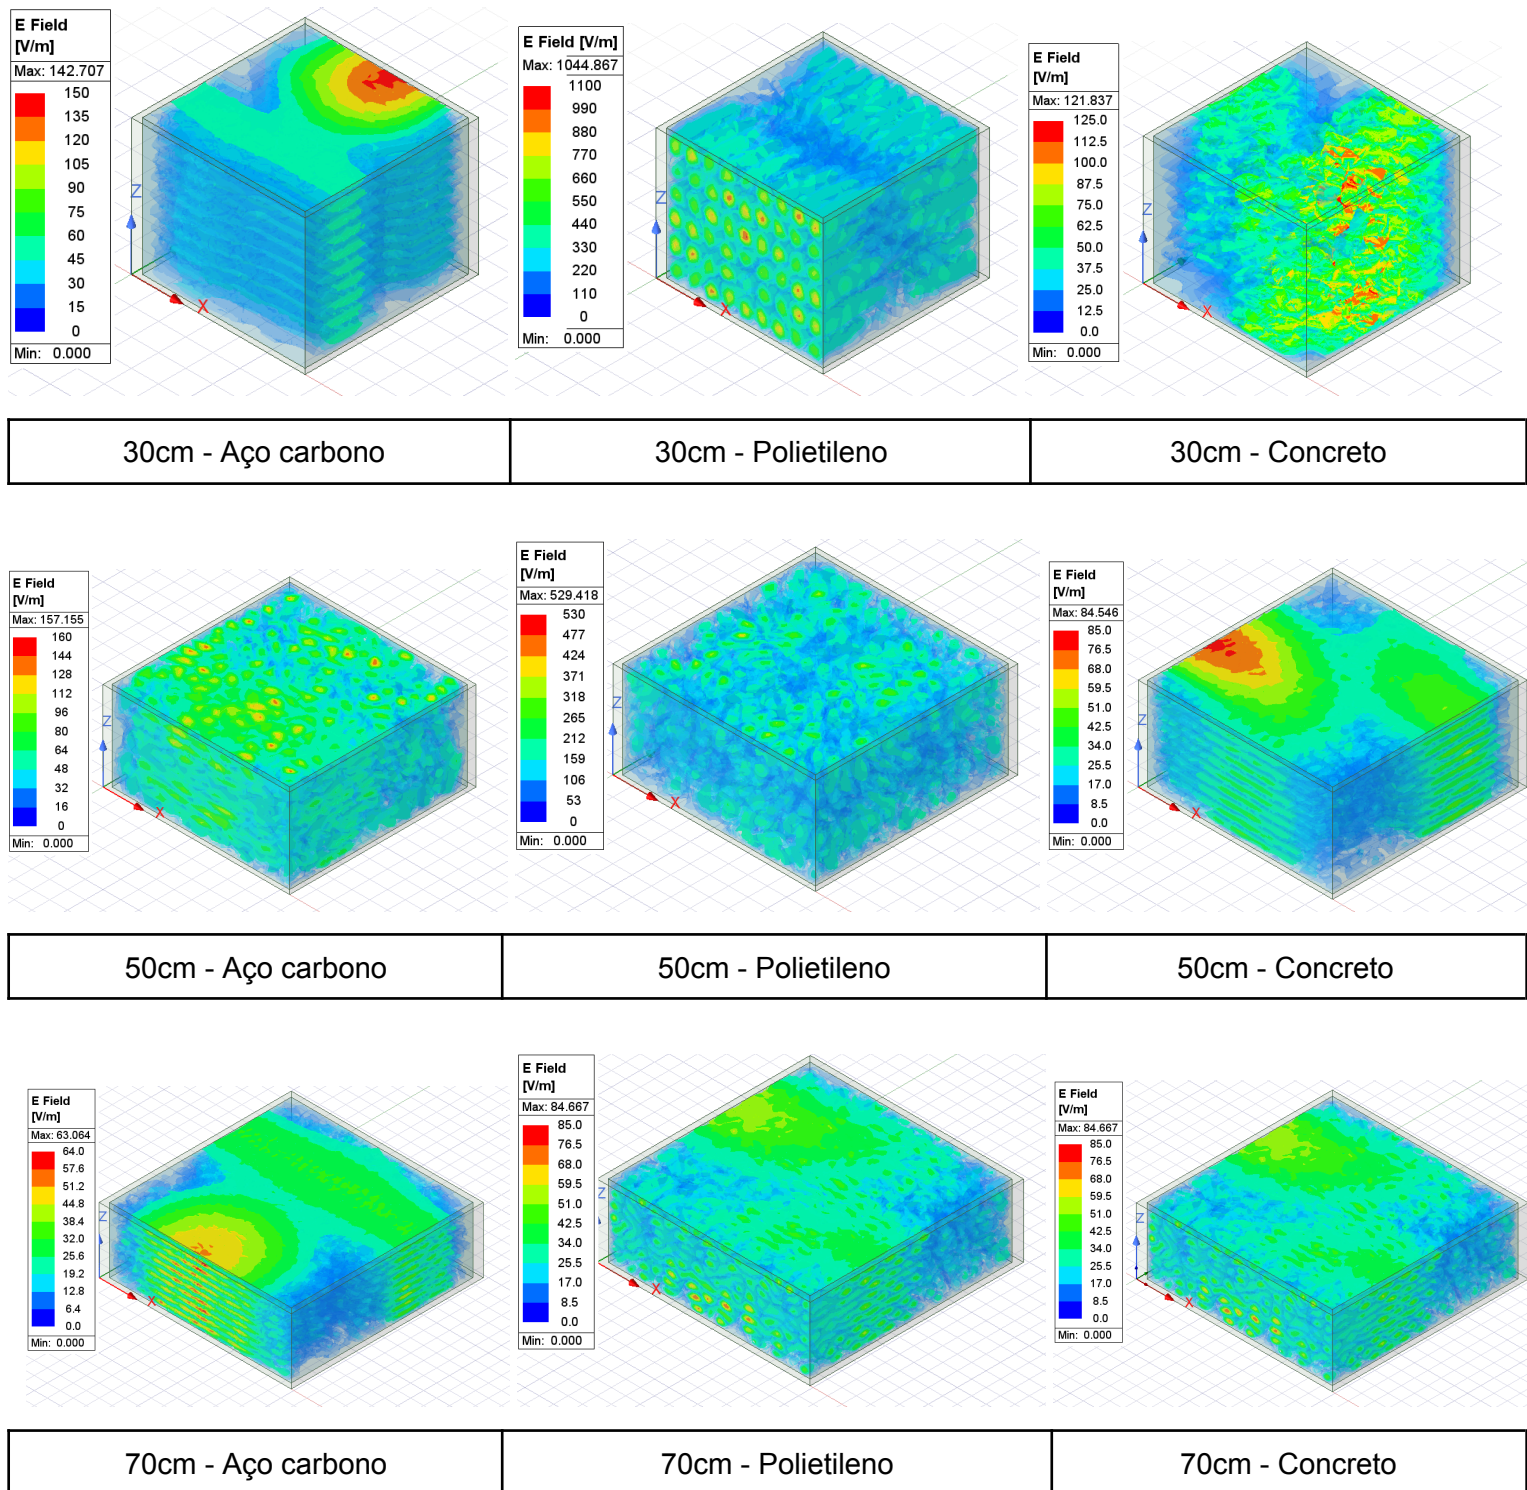 E Field
[V/m]
Max: 142.707
150
135
120
105
90
75
60
45
30
15
0
Min: 0.000
Z
X
E Field [V/m]
Max: 1044.867
1100
990
880
770
660
550
440
330
220
110
0
Min: 0.000
Z
X
E Field
[V/m]
Max: 121.837
125.0
112.5
100.0
87.5
75.0
62.5
50.0
37.5
25.0
12.5
0.0
Min: 0.000
Z
X
30cm - Aço carbono
30cm - Polietileno
30cm - Concreto
E Field
[V/m]
Max: 157.155
160
144
128
112
96
80
64
48
32
16
0
Min: 0.000
Z
X
E Field
[V/m]
Max: 529.418
530
477
424
371
318
265
212
159
106
53
0
Min: 0.000
Z
X
E Field
[V/m]
Max: 84.546
85.0
76.5
68.0
59.5
51.0
42.5
34.0
25.5
17.0
8.5
0.0
Min: 0.000
Z
X
50cm - Aço carbono
50cm - Polietileno
50cm - Concreto
E Field
[V/m]
Max: 63.064
64.0
57.6
51.2
44.8
38.4
32.0
25.6
19.2
12.8
6.4
0.0
Min: 0.000
Z
X
E Field
[V/m]
Max: 84.667
85.0
76.5
68.0
59.5
51.0
42.5
34.0
25.5
17.0
8.5
0.0
Min: 0.000
Z
X
E Field
[V/m]
Max: 84.667
85.0
76.5
68.0
59.5
51.0
42.5
34.0
25.5
17.0
8.5
0.0
Min: 0.000
Z
X
70cm - Aço carbono
70cm - Polietileno
70cm - Concreto